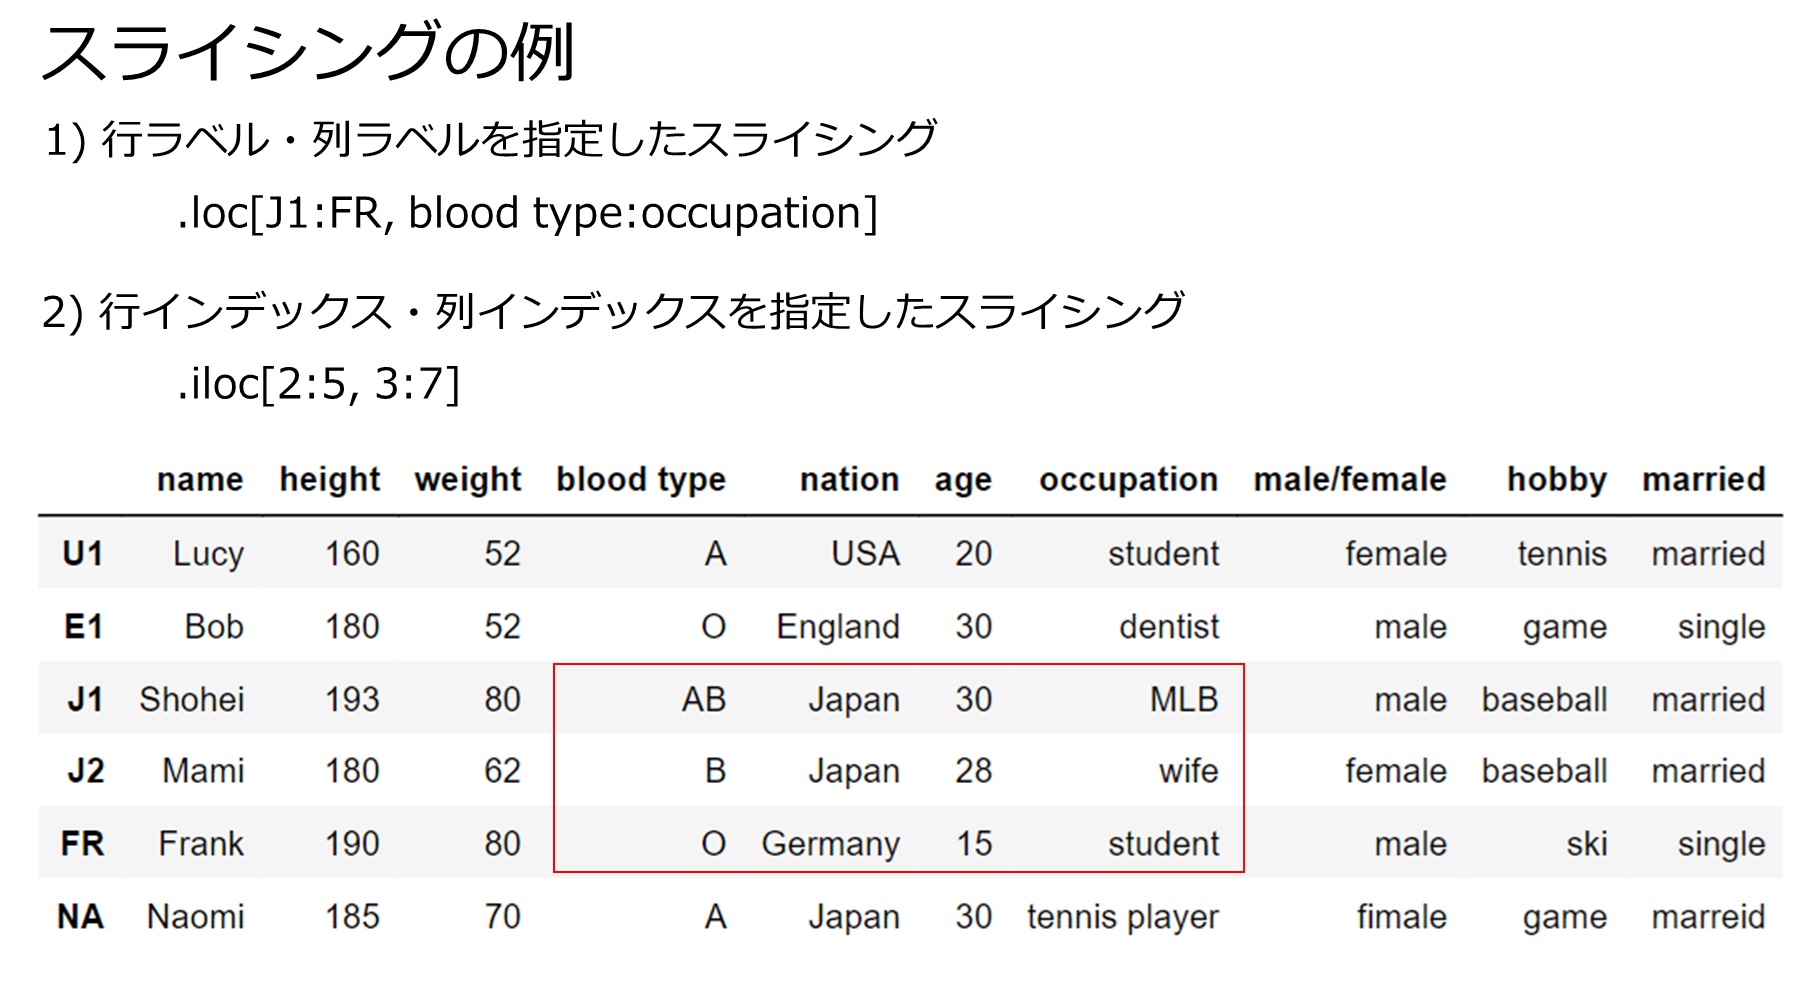 スライシングの例
1) 行ラベル・列ラベルを指定したスライシング
.loc[J1:FR, blood type:occupation]
2) 行インデックス・列インデックスを指定したスライシング
.iloc[2:5, 3:7]
name height weight blood type nation age occupation male/female hobby married
U1 Lucy 160 52 A USA 20 student female tennis married
E1 Bob 180 52 O England 30 dentist male game single
J1 Shohei 193 80 AB Japan 30 MLB male baseball married
J2 Mami 180 62 B Japan 28 wife female baseball married
FR Frank 190 80 O Germany 15 student male ski single
NA Naomi 185 70 A Japan 30 tennis player fimale game marreid